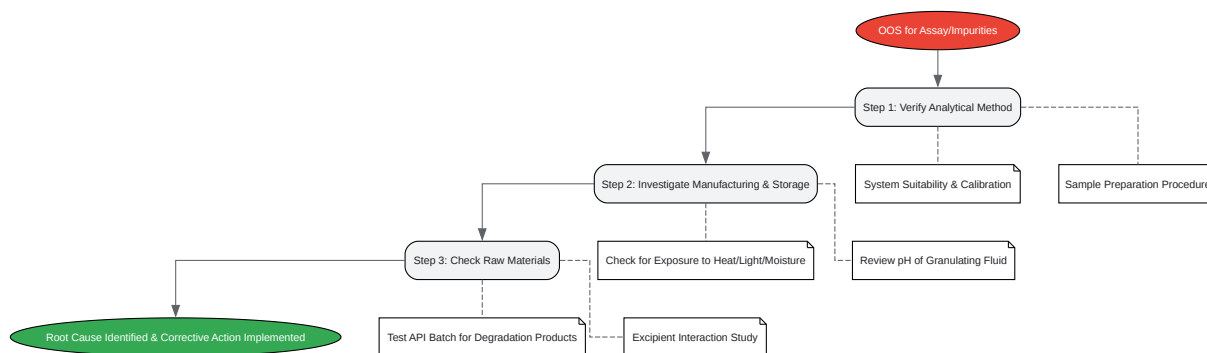 OOS for Assay/Impurities
Step 1: Verify Analytical Method
Step 2: Investigate Manufacturing & Storage
System Suitability & Calibration
Sample Preparation Procedure
Step 3: Check Raw Materials
Check for Exposure to Heat/Light/Moisture
Review pH of Granulating Fluid
Root Cause Identified & Corrective Action Implemented
Test API Batch for Degradation Products
Excipient Interaction Study